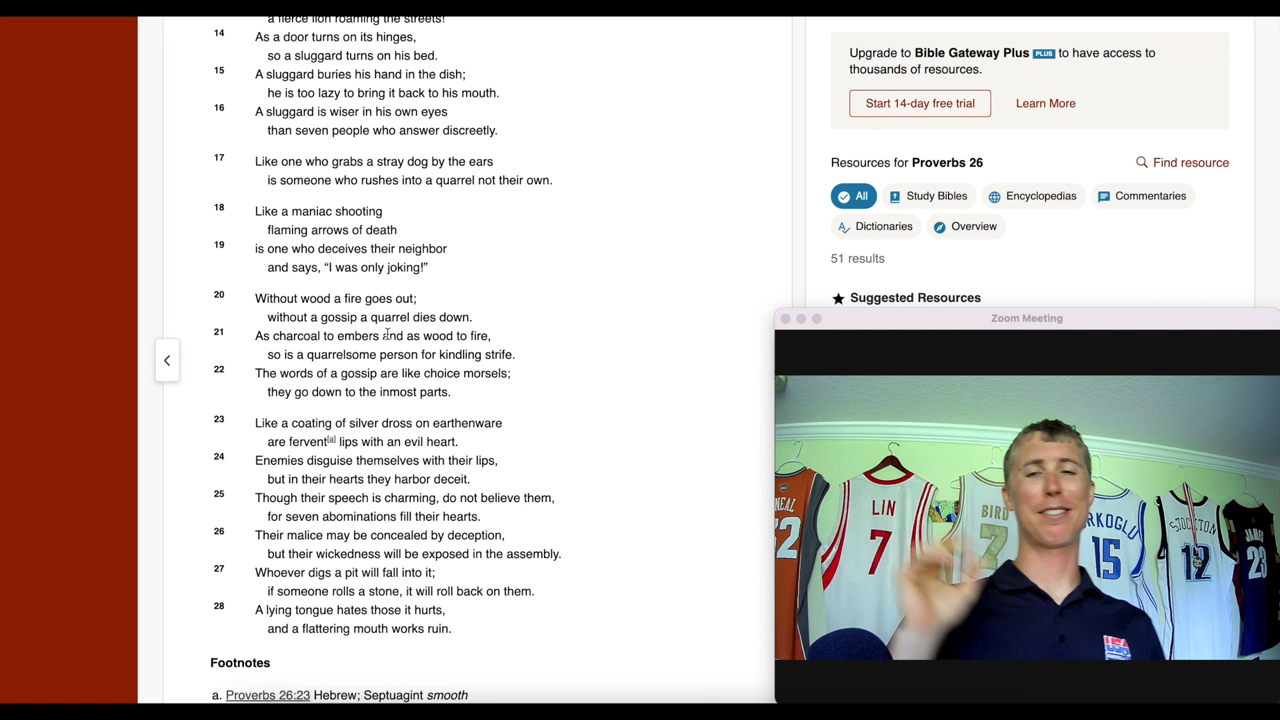 a fierce lion roaming the streets!
14 As a door turns on its hinges,
so a sluggard turns on his bed.
15 A sluggard buries his hand in the dish;
he is too lazy to bring it back to his mouth.
16 A sluggard is wiser in his own eyes
than seven people who answer discreetly.
17 Like one who grabs a stray dog by the ears
is someone who rushes into a quarrel not their own.
18 Like a maniac shooting
flaming arrows of death
19 is one who deceives their neighbor
and says, “I was only joking!”
20 Without wood a fire goes out;
without a gossip a quarrel dies down.
21 As charcoal to embers and as wood to fire,
so is a quarrelsome person for kindling strife.
22 The words of a gossip are like choice morsels;
they go down to the inmost parts.
23 Like a coating of silver dross on earthenware
are fervent[a] lips with an evil heart.
24 Enemies disguise themselves with their lips,
but in their hearts they harbor deceit.
25 Though their speech is charming, do not believe them,
for seven abominations fill their hearts.
26 Their malice may be concealed by deception,
but their wickedness will be exposed in the assembly.
27 Whoever digs a pit will fall into it;
if someone rolls a stone, it will roll back on them.
28 A lying tongue hates those it hurts,
and a flattering mouth works ruin.
Footnotes
a. Proverbs 26:23 Hebrew; Septuagint smooth
Upgrade to Bible Gateway Plus PLUS to have access to
thousands of resources.
Start 14-day free trial
Learn More
Resources for Proverbs 26
Find resource
All
Study Bibles
Encyclopedias
Commentaries
Dictionaries
Overview
51 results
Suggested Resources
Zoom Meeting
LIN
7
BIRD
7
15
STOCKTON
12
JAMES
23
USA